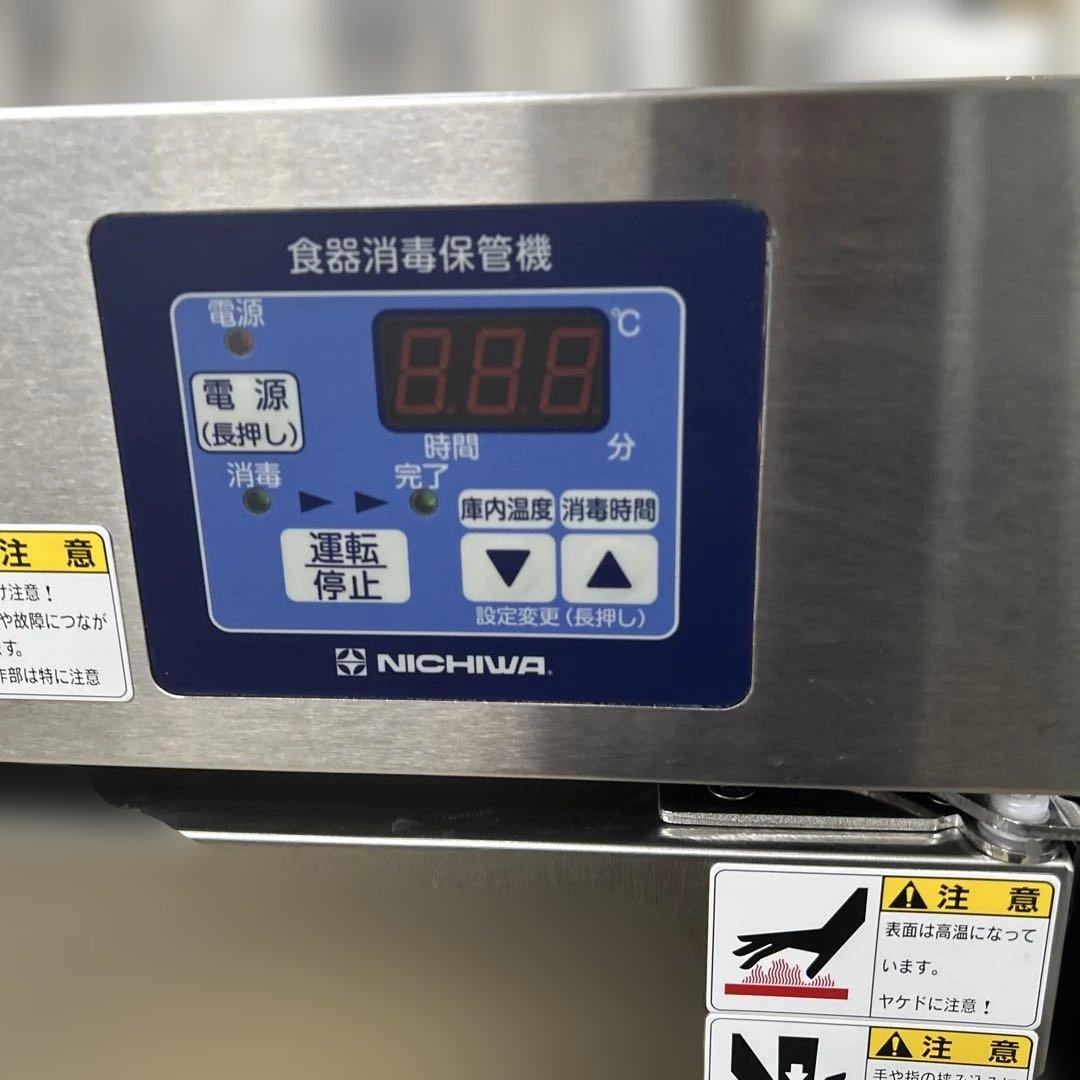 食器消毒保管機
電源
℃
電源
(長押し)
時間
分
消毒
完了
庫内温度
消毒時間
運転
停止
設定変更(長押し)
NICHIWA
注意
け注意！
や故障につなが
ます。
作部は特に注意
注意
表面は高温になって
います。
ヤケドに注意！
注意